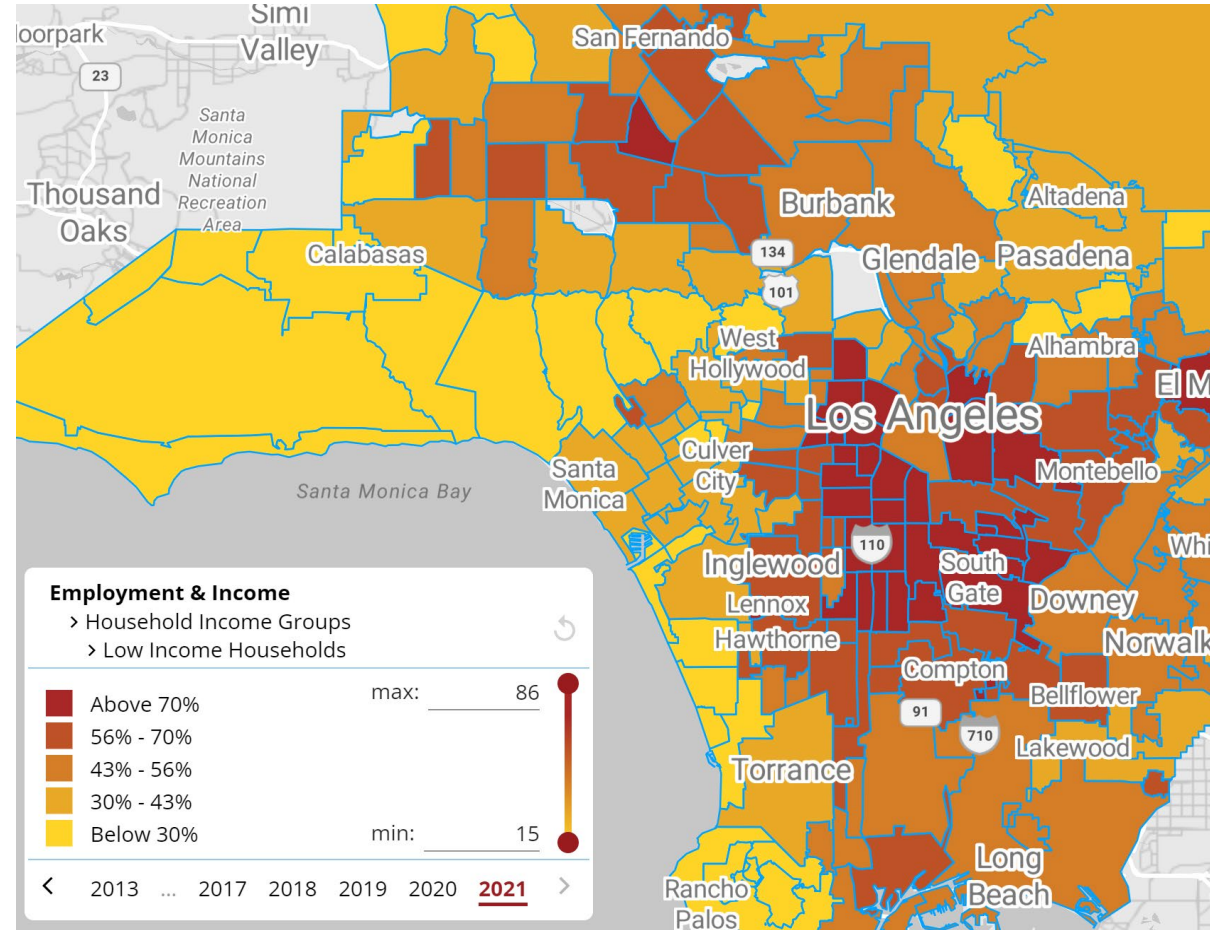 Simi
Valley
oorpark
23
San Fernando
Santa
Monica
Mountains
National
Recreation
Area
Thousand
Oaks
Burbank
Altadena
Calabasas
134
Glendale
Pasadena
101
West
Hollywood
Alhambra
El M
Los Angeles
Culver
City
Montebello
Santa
Monica
Santa Monica Bay
110
Whi
Inglewood
South
Gate
Lennox
Downey
Hawthorne
Norwalk
Compton
Bellflower
91
710
Lakewood
Torrance
Long
Beach
Rancho
Palos
Employment & Income
> Household Income Groups
> Low Income Households
Above 70%
max: 86
56% - 70%
43% - 56%
30% - 43%
Below 30%
min: 15
< 2013 ... 2017 2018 2019 2020 2021 >